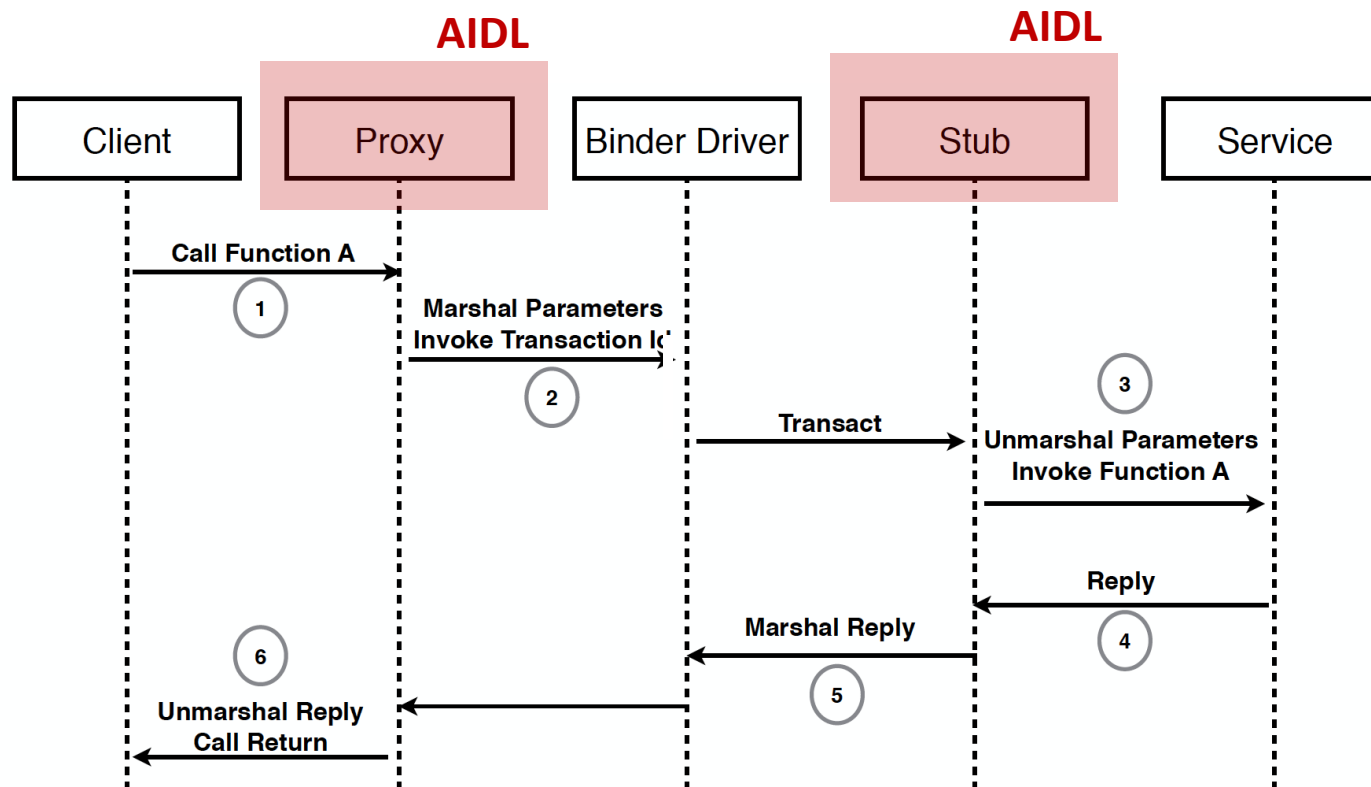 AIDL
AIDL
Client
Proxy
Binder Driver
Stub
Service
Call Function A
1
Marshal Parameters
Invoke Transaction Id
2
3
Transact
Unmarshal Parameters
Invoke Function A
Reply
4
Marshal Reply
5
6
Unmarshal Reply
Call Return